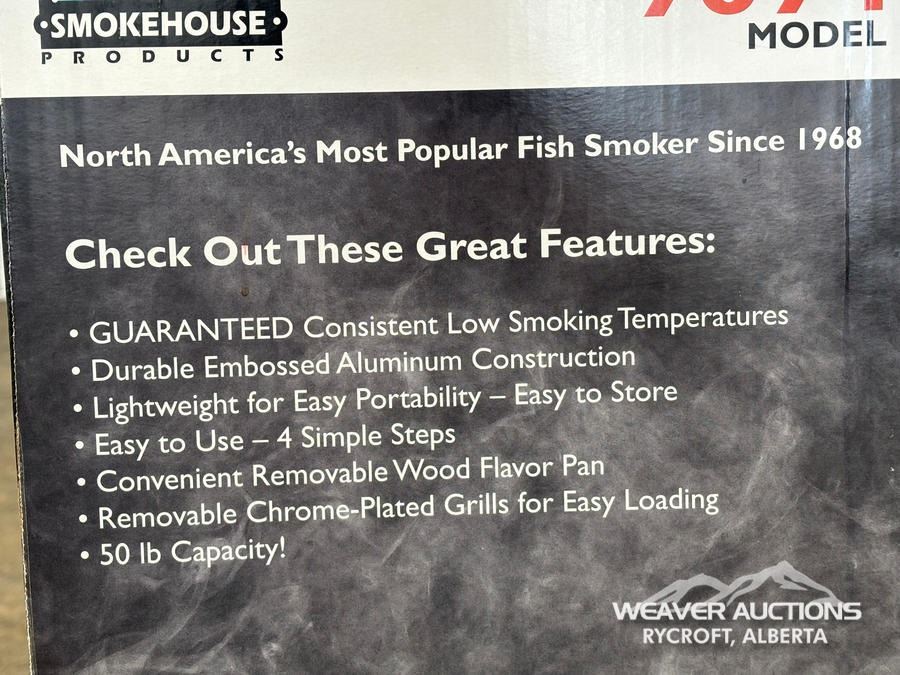 SMOKEHOUSE
PRODUCTS
MODEL
North America's Most Popular Fish Smoker Since 1968
Check Out These Great Features:
• GUARANTEED Consistent Low Smoking Temperatures
• Durable Embossed Aluminum Construction
• Lightweight for Easy Portability – Easy to Store
• Easy to Use – 4 Simple Steps
• Convenient Removable Wood Flavor Pan
• Removable Chrome-Plated Grills for Easy Loading
• 50 lb Capacity!
WEAVER AUCTIONS
RYCROFT, ALBERTA